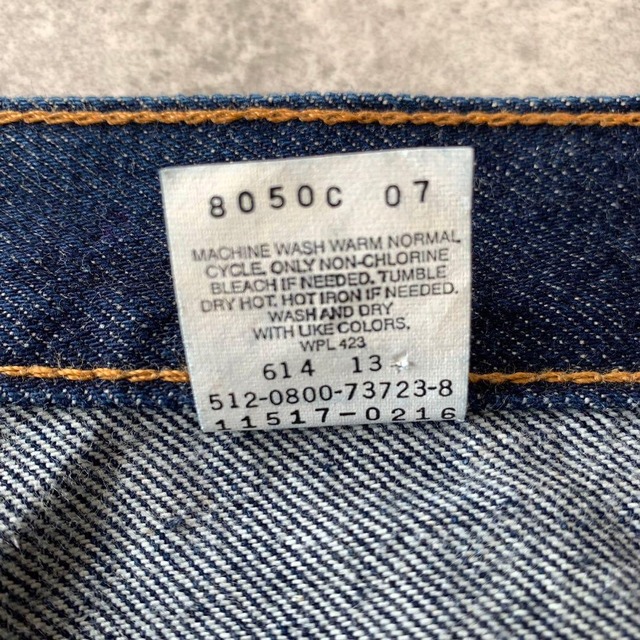 8050C 07
MACHINE WASH WARM NORMAL
CYCLE. ONLY NON-CHLORINE
BLEACH IF NEEDED. TUMBLE
DRY HOT. HOT IRON IF NEEDED.
WASH AND DRY
WITH LIKE COLORS.
WPL 423
614 13
512-0800-73723-8
11517-0216